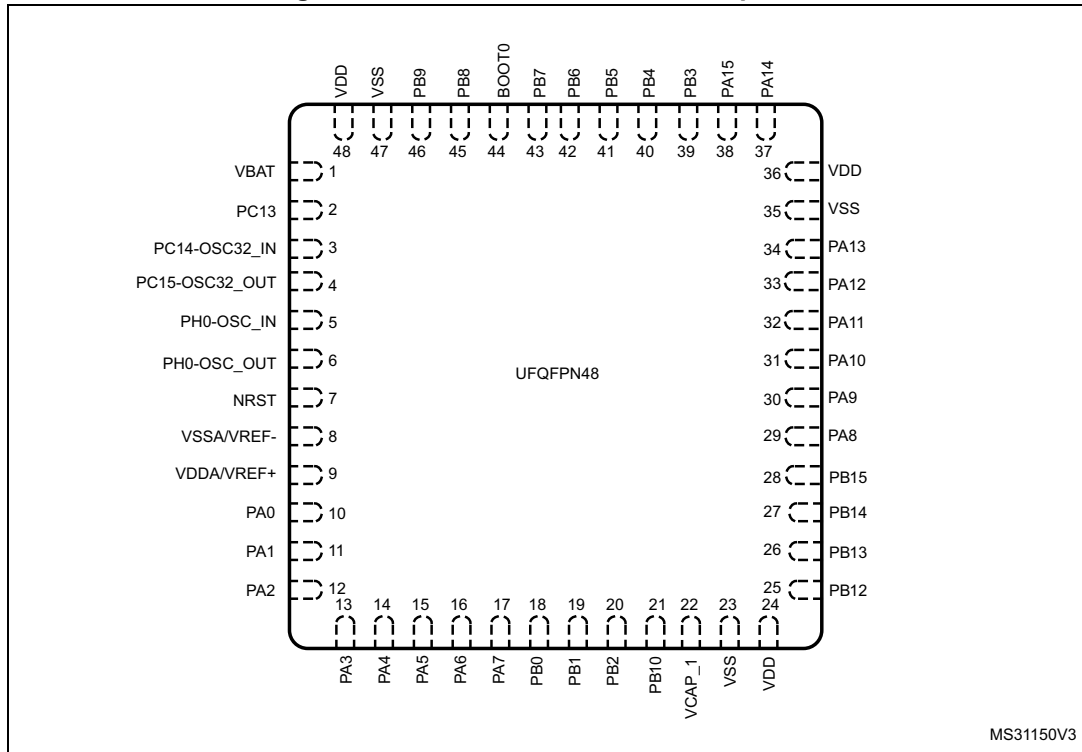 VDD
VSS
PB9
PB8
BOOT0
PB7
PB6
PB5
PB4
PB3
PA15
PA14
48
47
46
45
44
43
42
41
40
39
38
37
VBAT 1
PC13 2
PC14-OSC32_IN 3
PC15-OSC32_OUT 4
PH0-OSC_IN 5
PH0-OSC_OUT 6
NRST 7
VSSA/VREF- 8
VDDA/VREF+ 9
PA0 10
PA1 11
PA2 12
UFQFPN48
36 VDD
35 VSS
34 PA13
33 PA12
32 PA11
31 PA10
30 PA9
29 PA8
28 PB15
27 PB14
26 PB13
25 PB12
13
14
15
16
17
18
19
20
21
22
23
24
PA3
PA4
PA5
PA6
PA7
PB0
PB1
PB2
PB10
VCAP_1
VSS
VDD
MS31150V3